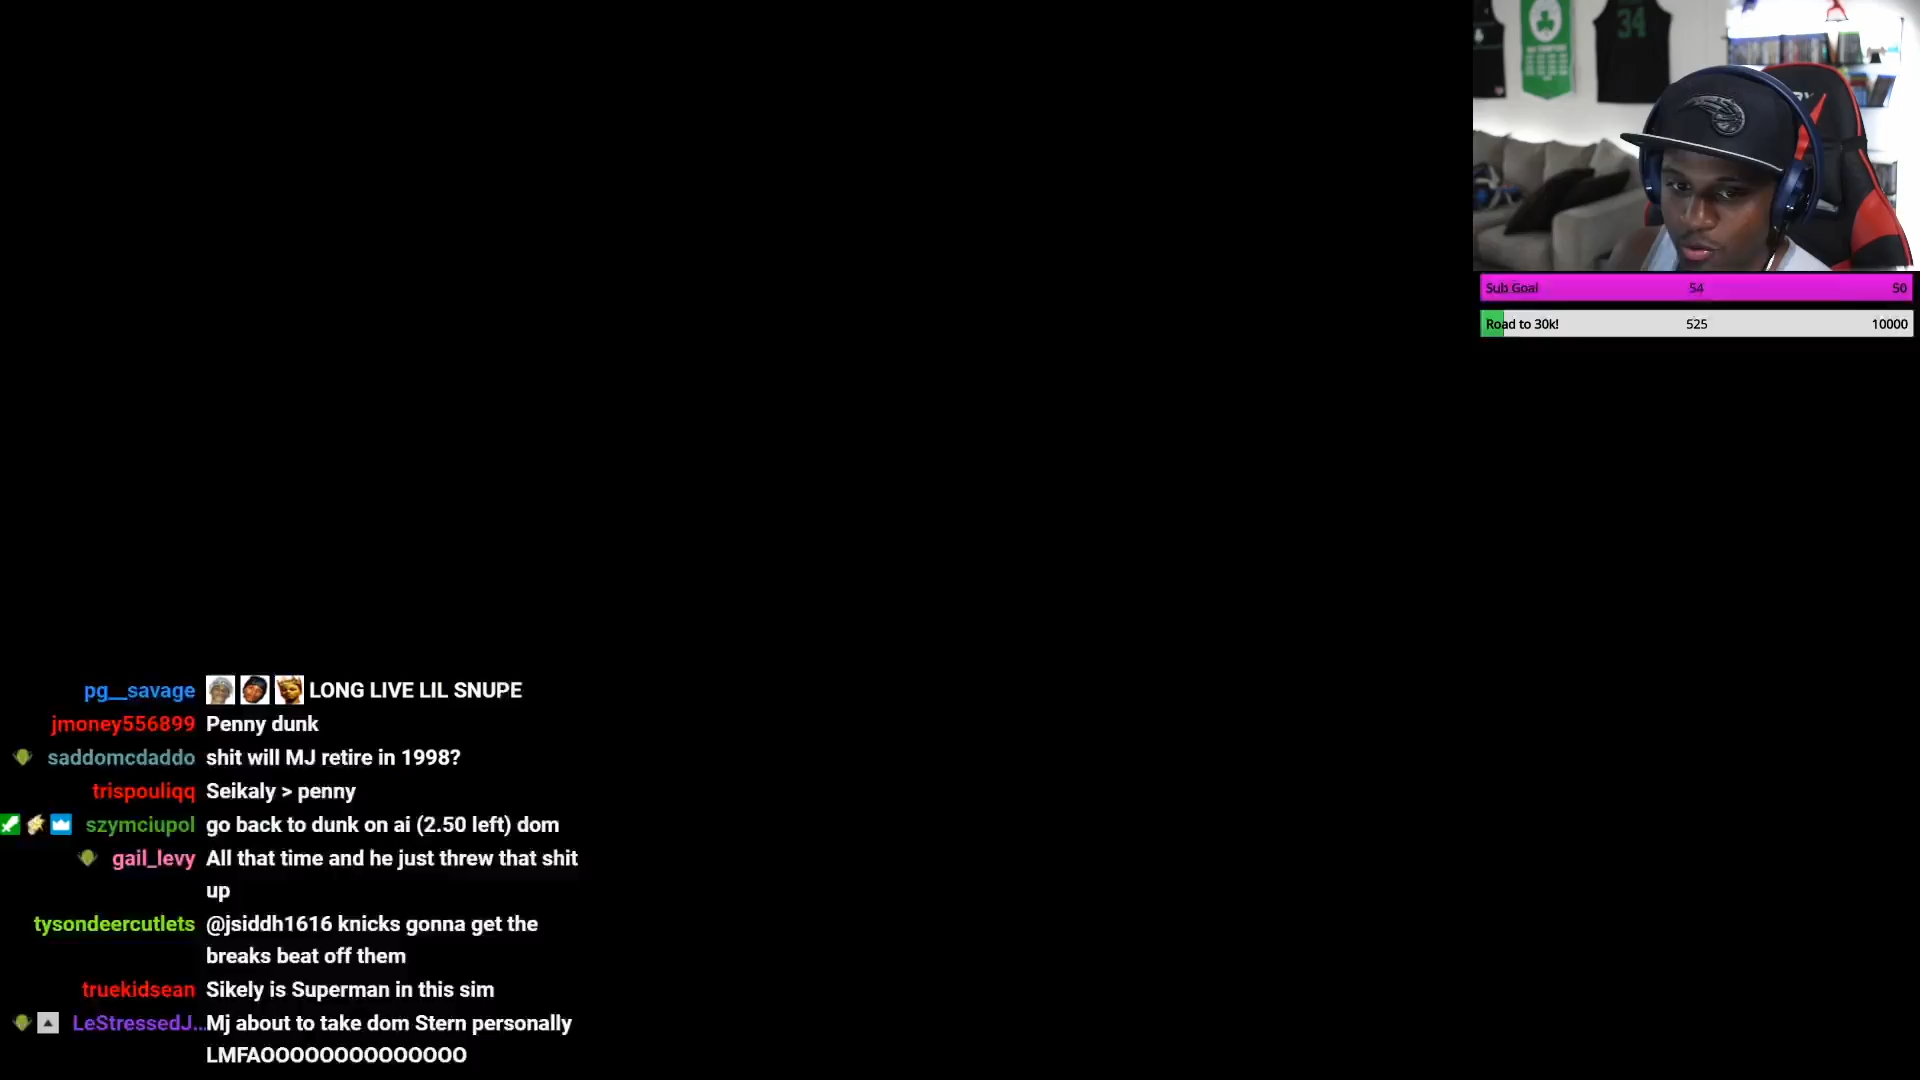 34
Sub Goal 54 50
Road to 30k! 525 10000
pg__savage LONG LIVE LIL SNUPE
jmoney556899 Penny dunk
saddomcdaddo shit will MJ retire in 1998?
trispouliqq Seikaly > penny
szymciupol go back to dunk on ai (2.50 left) dom
gail_levy All that time and he just threw that shit
up
tysondeercutlets @jsiddh1616 knicks gonna get the
breaks beat off them
truekidsean Sikely is Superman in this sim
LeStressedJ... Mj about to take dom Stern personally
LMFAOOOOOOOOOOOOOO